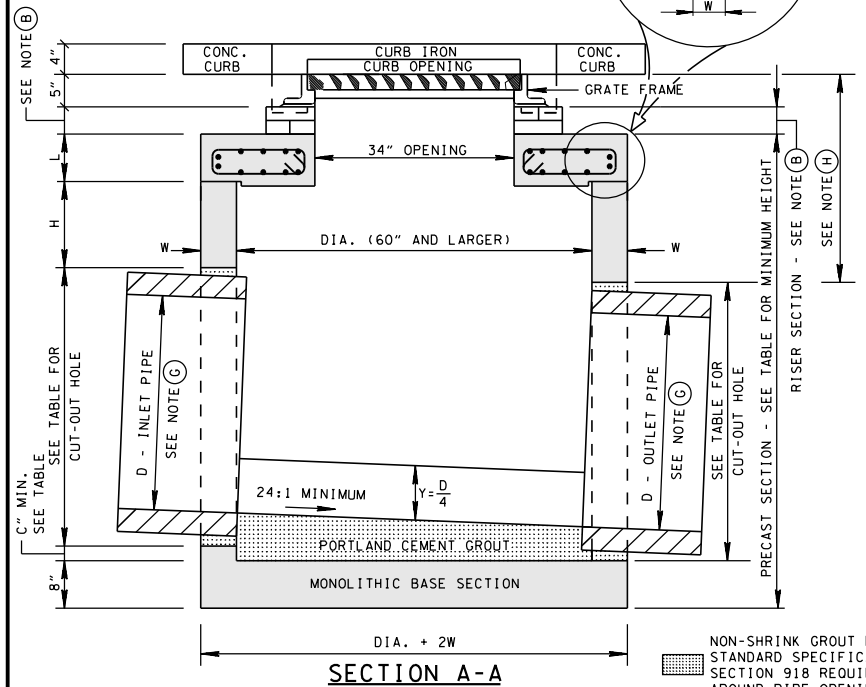 W
SEE NOTE B
4"
5"
CONC. CURB
CURB IRON
CURB OPENING
CONC. CURB
GRATE FRAME
L
34" OPENING
H
W
DIA. (60" AND LARGER)
W
SEE TABLE FOR CUT-OUT HOLE
D - INLET PIPE
SEE NOTE G
C" MIN.
SEE TABLE
8"
24:1 MINIMUM
Y=D/4
PORTLAND CEMENT GROUT
MONOLITHIC BASE SECTION
D - OUTLET PIPE
SEE NOTE G
SEE TABLE FOR CUT-OUT HOLE
PRECAST SECTION - SEE TABLE FOR MINIMUM HEIGHT
RISER SECTION - SEE NOTE B
SEE NOTE H
DIA. + 2W
SECTION A-A
NON-SHRINK GROUT
STANDARD SPECIFIC
SECTION 918 REQUIR
AROUND PIPE OPENIN